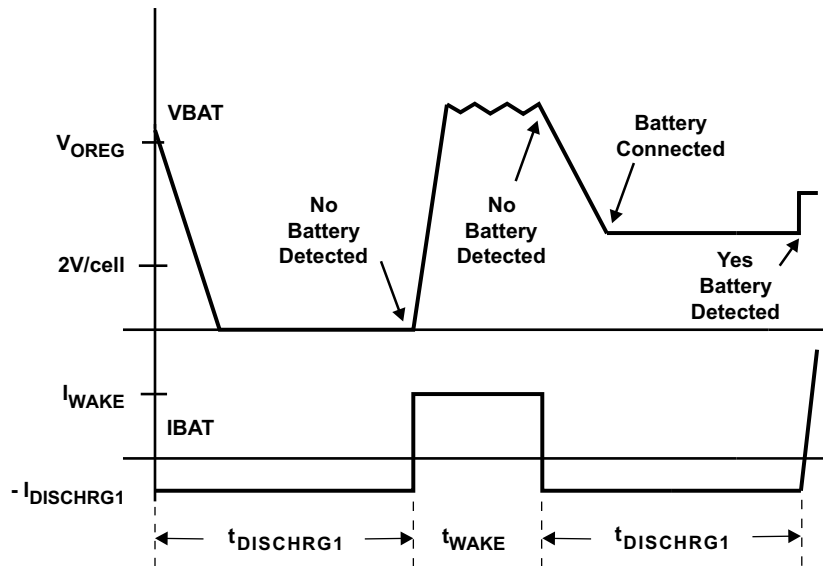 VBAT
VOREG
Battery
Connected
No
Battery
Detected
No
Battery
Detected
2V/cell
Yes
Battery
Detected
IWAKE
IBAT
- IDISCHRG1
tDISCHRG1
tWAKE
tDISCHRG1